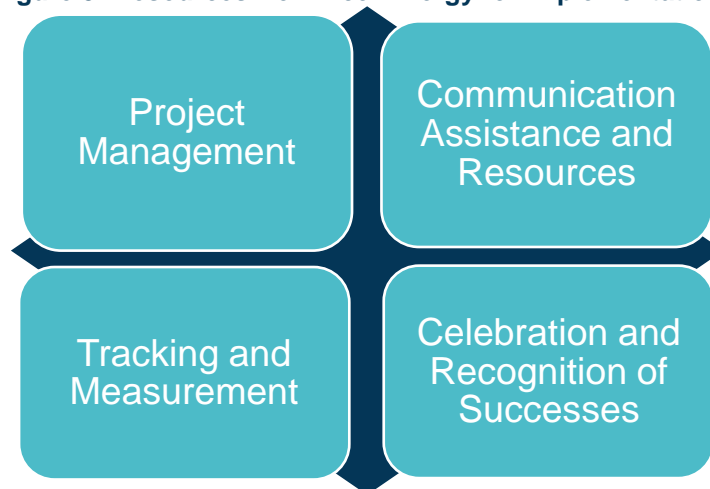 Project
Management
Communication
Assistance and
Resources
Tracking and
Measurement
Celebration and
Recognition of
Successes